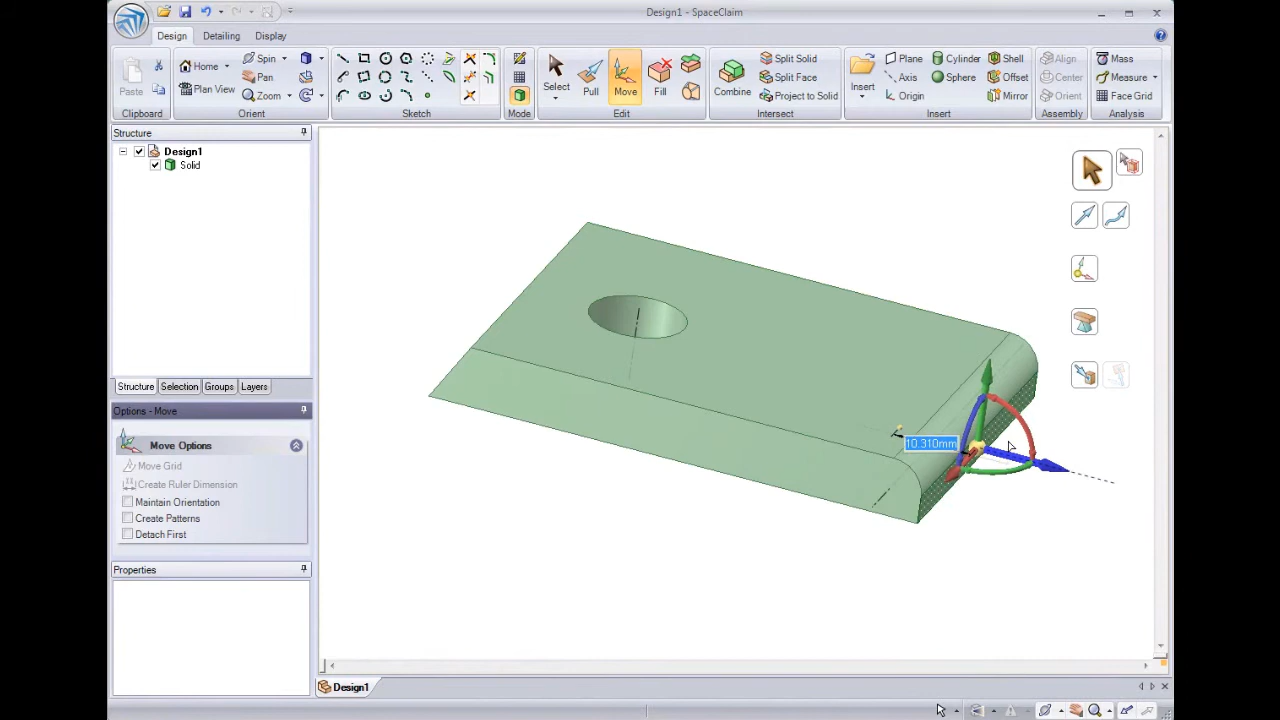 Design1 - SpaceClaim
Design Detailing Display
Paste
Clipboard
Home Spin
Pan
Plan View Zoom
Orient
Sketch
Mode
Select Pull Move Fill
Edit
Combine
Split Solid
Split Face
Project to Solid
Intersect
Insert
Plane Cylinder Shell
Axis Sphere Offset
Origin Mirror
Insert
Align
Center
Orient
Assembly
Mass
Measure
Face Grid
Analysis
Structure
Design1
Solid
Structure Selection Groups Layers
Options - Move
Move Options
Move Grid
Create Ruler Dimension
Maintain Orientation
Create Patterns
Detach First
Properties
10.310mm
Design1